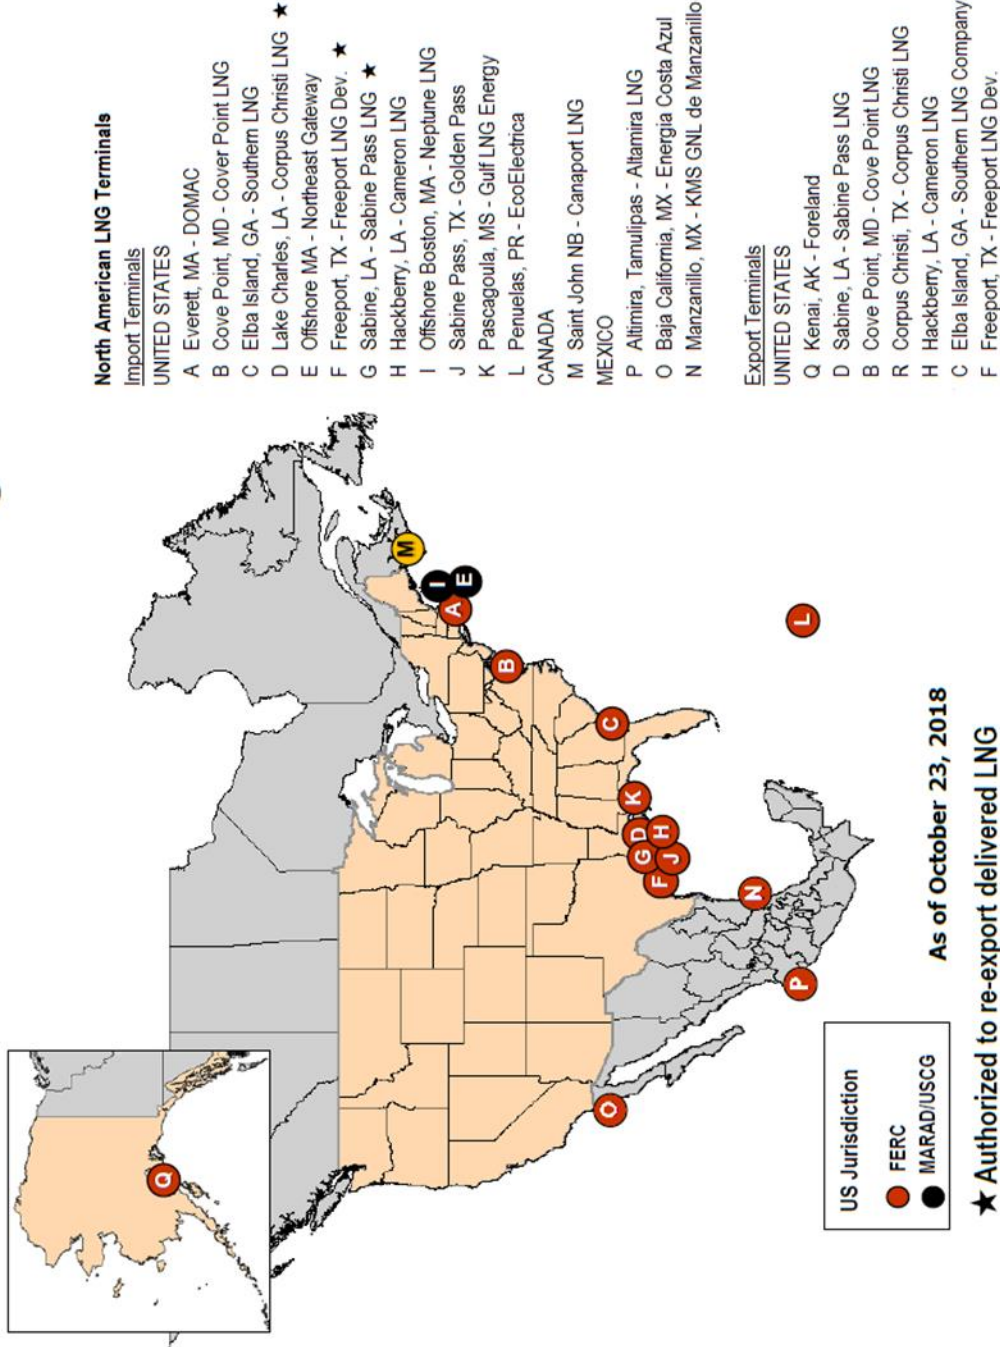 North American LNG Terminals
Import Terminals
UNITED STATES
A Everett, MA - DOMAC
B Cove Point, MD - Cover Point LNG
C Elba Island, GA - Southern LNG
D Lake Charles, LA - Corpus Christi LNG ★
E Offshore MA - Northeast Gateway
F Freeport, TX - Freeport LNG Dev. ★
G Sabine, LA - Sabine Pass LNG ★
H Hackberry, LA - Cameron LNG
I Offshore Boston, MA - Neptune LNG
J Sabine Pass, TX - Golden Pass
K Pascagoula, MS - Gulf LNG Energy
L Penuelas, PR - EcoElectrica
CANADA
M Saint John NB - Canaport LNG
MEXICO
P Altimira, Tamulipas - Altamira LNG
O Baja California, MX - Energia Costa Azul
N Manzanillo, MX - KMS GNL de Manzanillo
Export Terminals
UNITED STATES
Q Kenai, AK - Foreland
D Sabine, LA - Sabine Pass LNG
B Cove Point, MD - Cove Point LNG
R Corpus Christi, TX - Corpus Christi LNG
H Hackberry, LA - Cameron LNG
C Elba Island, GA - Southern LNG Company
F Freeport, TX - Freeport LNG Dev.
Q
M
I
E
A
B
C
K
D
H
G
J
F
N
P
O
L
US Jurisdiction
FERC
MARAD/USCG
As of October 23, 2018
★ Authorized to re-export delivered LNG